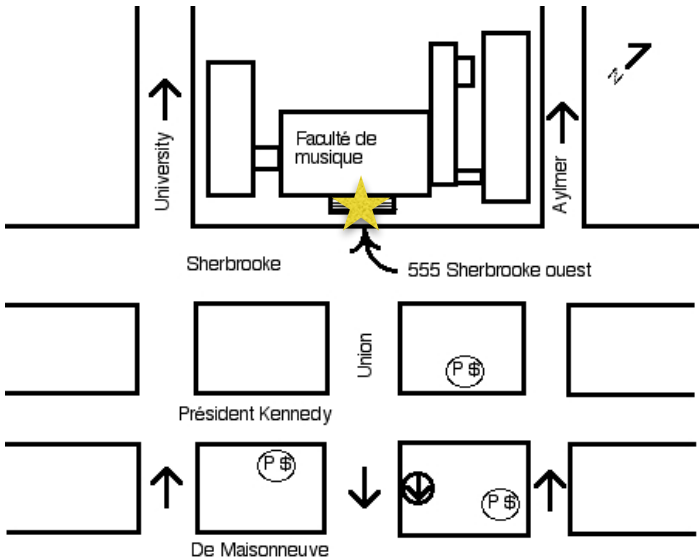 N
Faculté de
musique
University
Aylmer
Sherbrooke
555 Sherbrooke ouest
Union
P $
Président Kennedy
P $
P $
De Maisonneuve